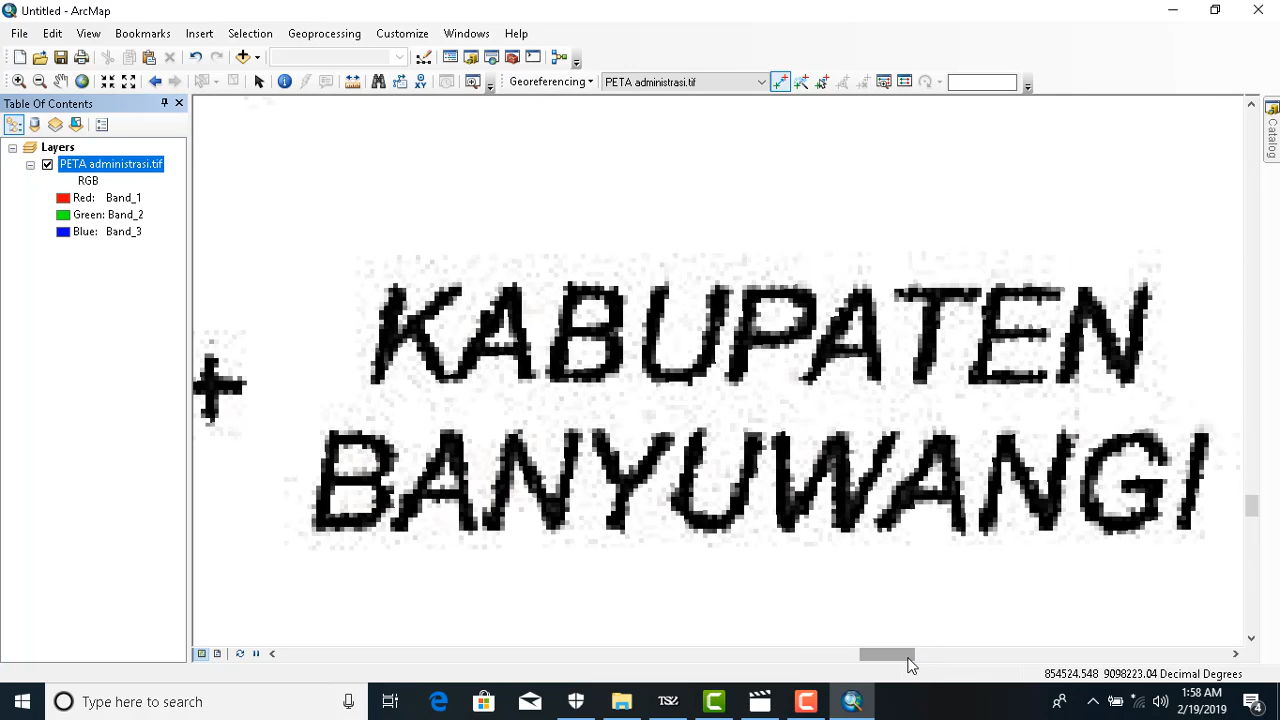 Untitled - ArcMap
File Edit View Bookmarks Insert Selection Geoprocessing Customize Windows Help
Georeferencing PETA administrasi.tif
Table Of Contents
Layers
PETA administrasi.tif
RGB
Red: Band_1
Green: Band_2
Blue: Band_3
KABUPATEN
BANYUWANGI
Catalog
854524.548 9098223.04 Decimal Degrees
Type here to search
TS2
1:58 AM
2/19/2019
4